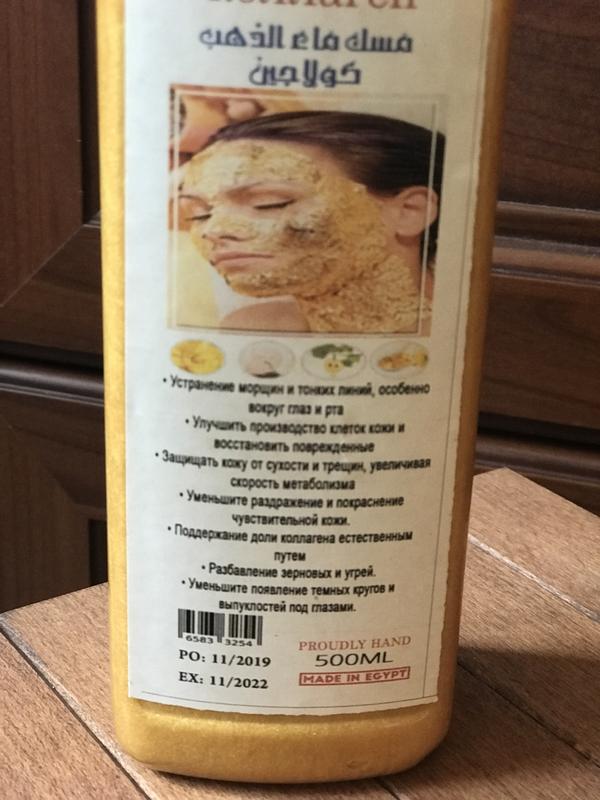 مسك ماء الذهب
كولاجين
• Устранение морщин и тонких линий, особенно
вокруг глаз и рта
• Улучшить производство клеток кожи и
восстановить поврежденные
• Защищать кожу от сухости и трещин, увеличивая
скорость метаболизма
• Уменьшите раздражение и покраснение
чувствительной кожи.
• Поддержание доли коллагена естественным
путем
• Разбавление зерновых и угрей.
• Уменьшите появление темных кругов и
выпуклостей под глазами.
6583 3254
PO: 11/2019
EX: 11/2022
PROUDLY HAND
500ML
MADE IN EGYPT